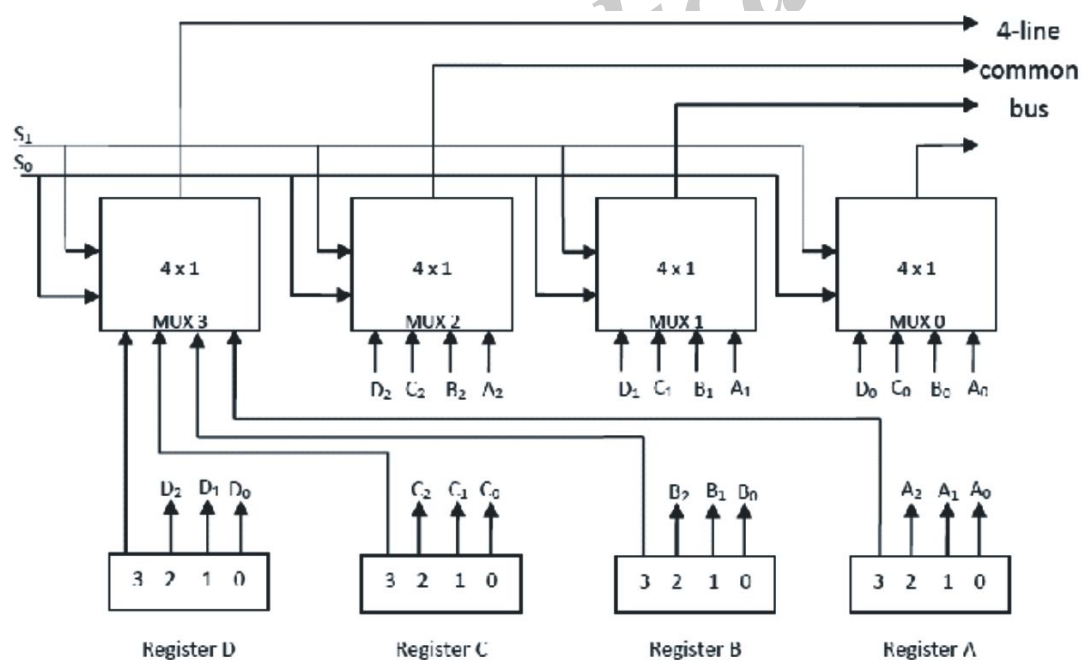 4-line
common
bus
S₁
S₀
4 x 1
MUX 3
4 x 1
MUX 2
4 x 1
MUX 1
4 x 1
MUX 0
D₂ C₂ B₂ A₂
D₁ C₁ B₁ A₁
D₀ C₀ B₀ A₀
D₂ D₁ D₀
C₂ C₁ C₀
B₂ B₁ B₀
A₂ A₁ A₀
3 2 1 0
3 2 1 0
3 2 1 0
3 2 1 0
Register D
Register C
Register B
Register A